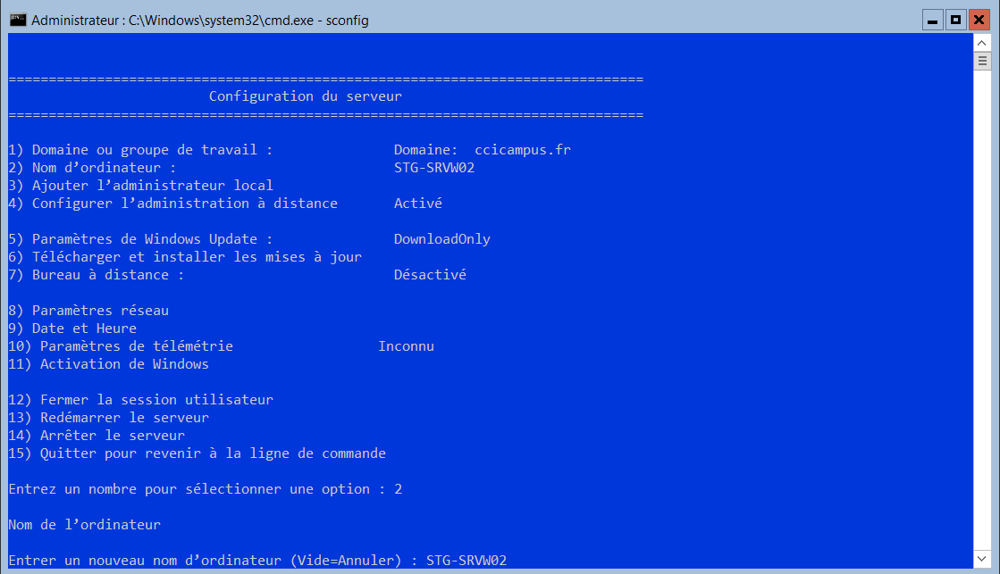 Administrateur : C:\Windows\system32\cmd.exe - sconfig
===============================================================================
Configuration du serveur
===============================================================================
1) Domaine ou groupe de travail : Domaine: ccicampus.fr
2) Nom d’ordinateur : STG-SRVW02
3) Ajouter l’administrateur local
4) Configurer l’administration à distance Activé
5) Paramètres de Windows Update : DownloadOnly
6) Télécharger et installer les mises à jour
7) Bureau à distance : Désactivé
8) Paramètres réseau
9) Date et Heure
10) Paramètres de télémétrie Inconnu
11) Activation de Windows
12) Fermer la session utilisateur
13) Redémarrer le serveur
14) Arrêter le serveur
15) Quitter pour revenir à la ligne de commande
Entrez un nombre pour sélectionner une option : 2
Nom de l’ordinateur
Entrer un nouveau nom d’ordinateur (Vide=Annuler) : STG-SRVW02